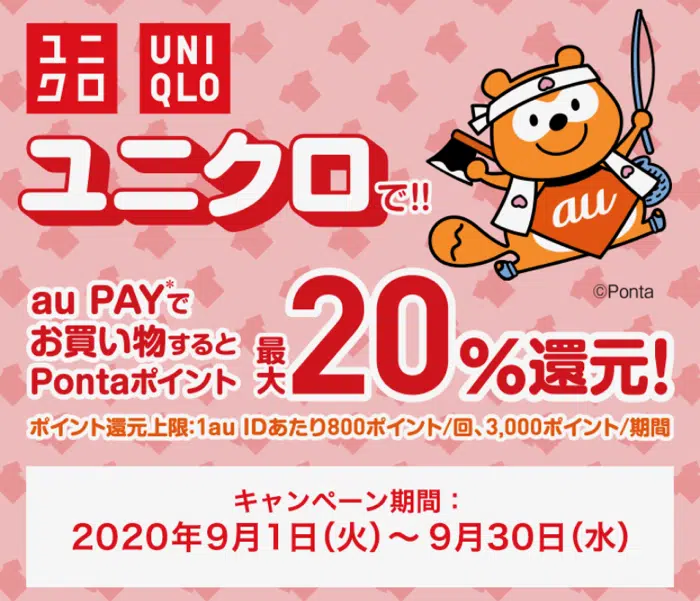 ユニ
クロ
UNI
QLO
ユニクロで!!
au
©Ponta
au PAY*で
お買い物すると
Pontaポイント
最大20%還元!
ポイント還元上限:1au IDあたり800ポイント/回、3,000ポイント/期間
キャンペーン期間：
2020年9月1日(火)～9月30日(水)